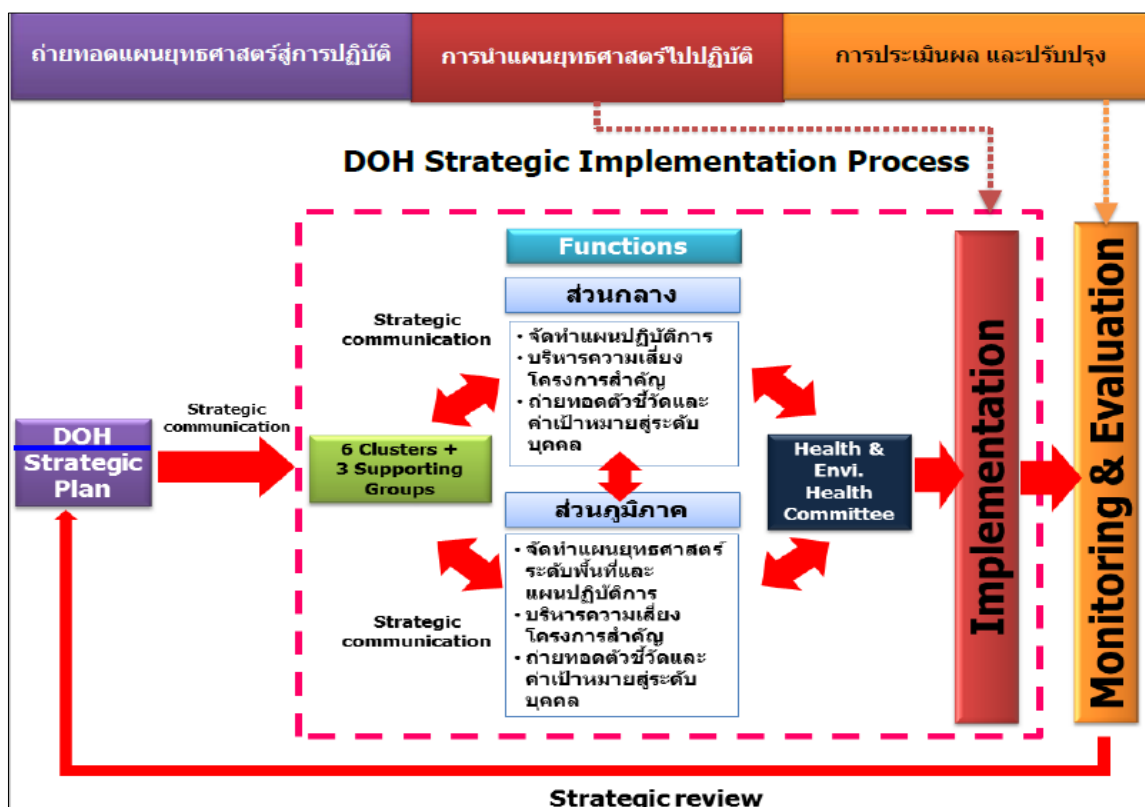 ถ่ายทอดแผนยุทธศาสตร์สู่การปฏิบัติ
การนำแผนยุทธศาสตร์ไปปฏิบัติ
การประเมินผล และปรับปรุง
DOH Strategic Implementation Process
Functions
ส่วนกลาง
Strategic
communication
• จัดทำแผนปฏิบัติการ
• บริหารความเสี่ยง
โครงการสำคัญ
• ถ่ายทอดตัวชี้วัดและ
ค่าเป้าหมายสู่ระดับ
บุคคล
Strategic
communication
DOH
Strategic
Plan
6 Clusters +
3 Supporting
Groups
Health &
Envi.
Health
Committee
Implementation
Monitoring & Evaluation
ส่วนภูมิภาค
• จัดทำแผนยุทธศาสตร์
ระดับพื้นที่และ
แผนปฏิบัติการ
• บริหารความเสี่ยง
โครงการสำคัญ
• ถ่ายทอดตัวชี้วัดและ
ค่าเป้าหมายสู่ระดับ
บุคคล
Strategic
communication
Strategic review